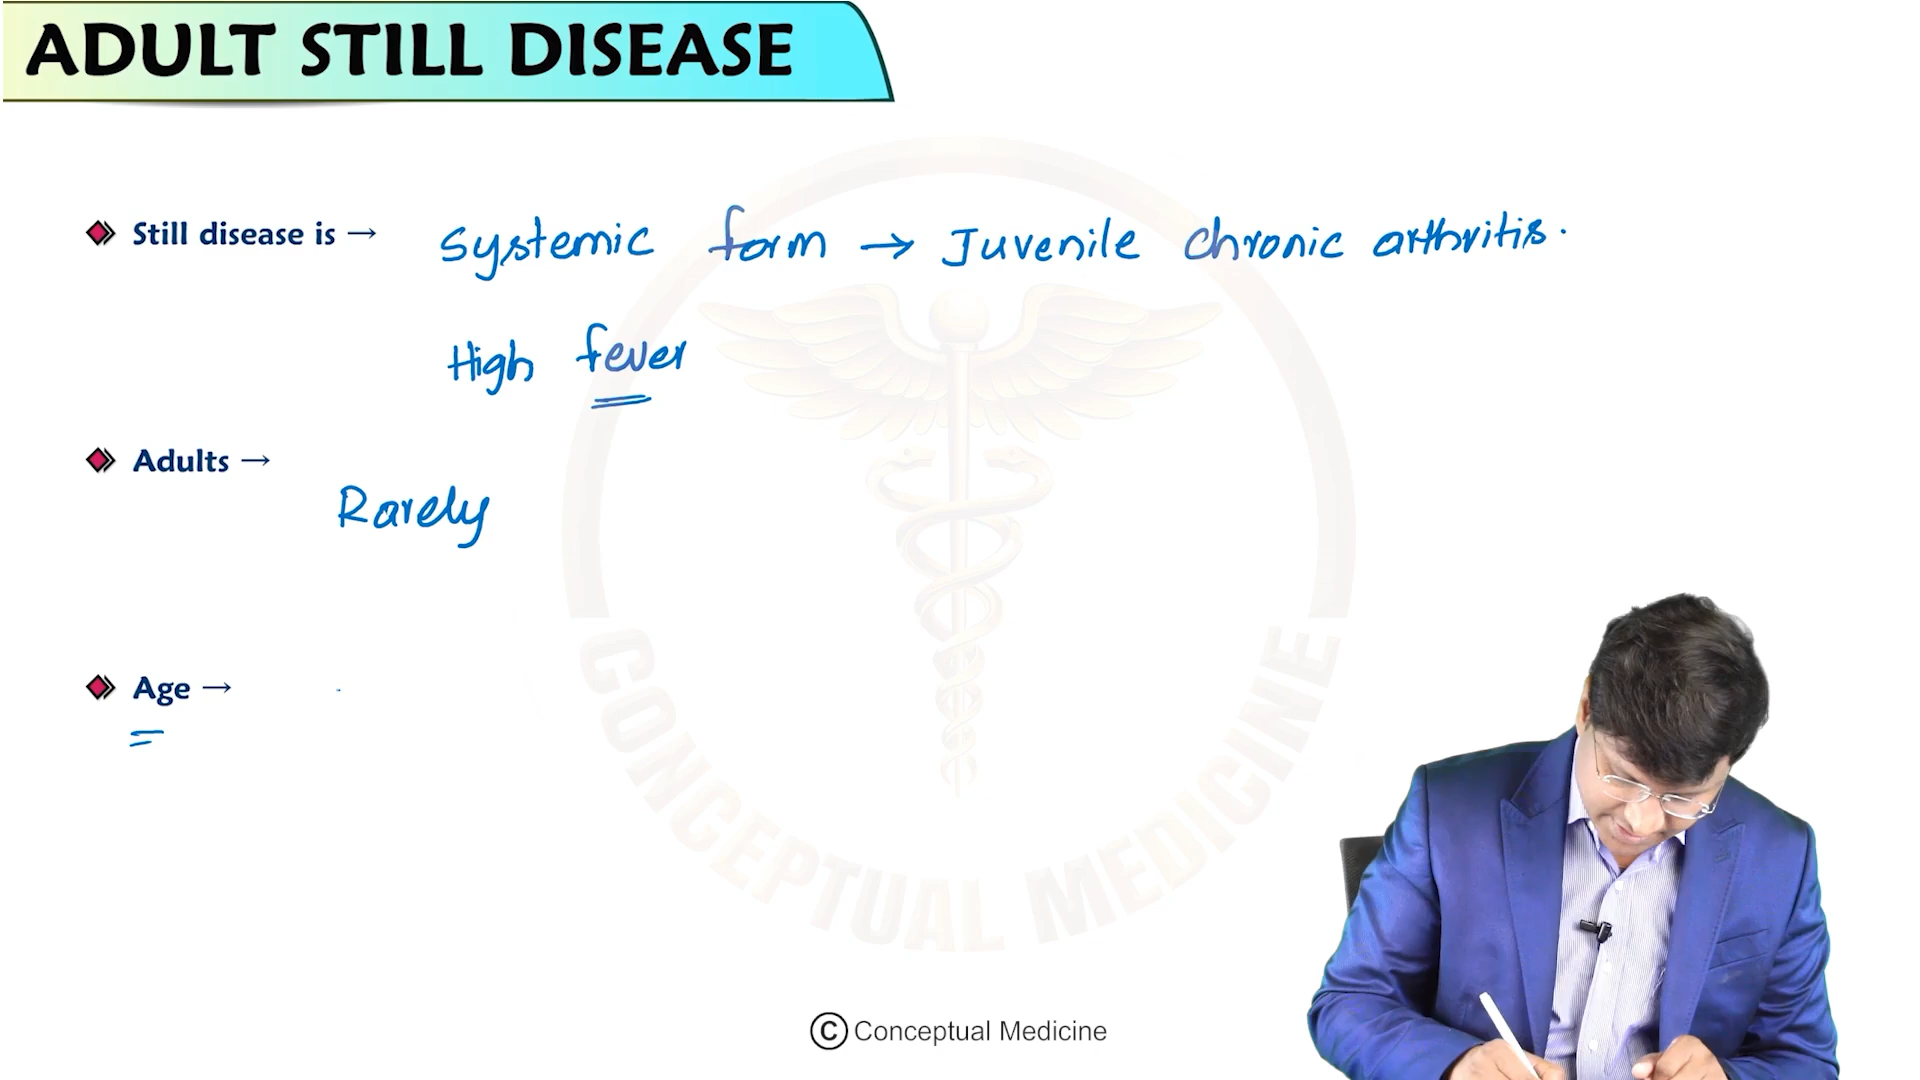 ADULT STILL DISEASE
Still disease is → Systemic form → Juvenile chronic arthritis.
High fever
Adults →
Rarely
Age →
CONCEPTUAL MEDICINE
© Conceptual Medicine